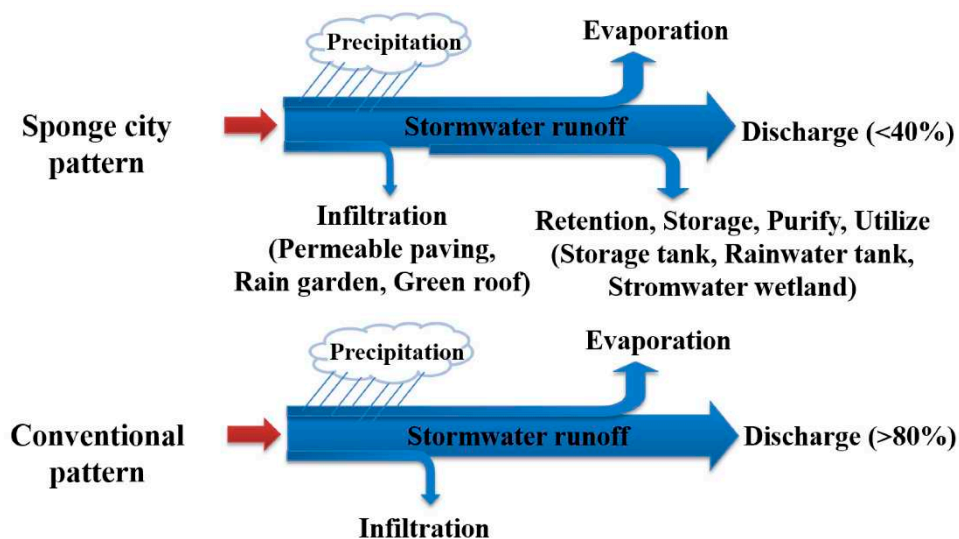 Precipitation
Evaporation
Sponge city
pattern
Stormwater runoff
Discharge (<40%)
Infiltration
(Permeable paving,
Rain garden, Green roof)
Retention, Storage, Purify, Utilize
(Storage tank, Rainwater tank,
Stromwater wetland)
Precipitation
Evaporation
Conventional
pattern
Stormwater runoff
Discharge (>80%)
Infiltration